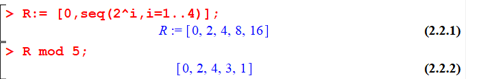 > R:= [0,seq(2^i,i=1..4)];
R := [0, 2, 4, 8, 16] (2.2.1)
> R mod 5;
[0, 2, 4, 3, 1] (2.2.2)